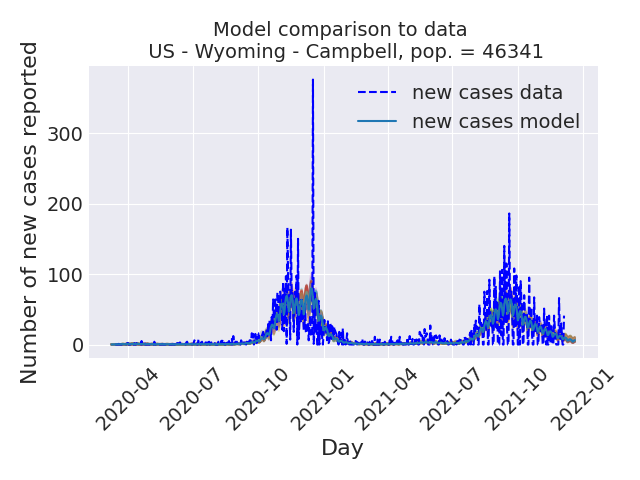 Model comparison to data
US - Wyoming - Campbell, pop. = 46341
new cases data
new cases model
Number of new cases reported
300
200
100
0
2020-04
2020-07
2020-10
2021-01
2021-04
2021-07
2021-10
2022-01
Day